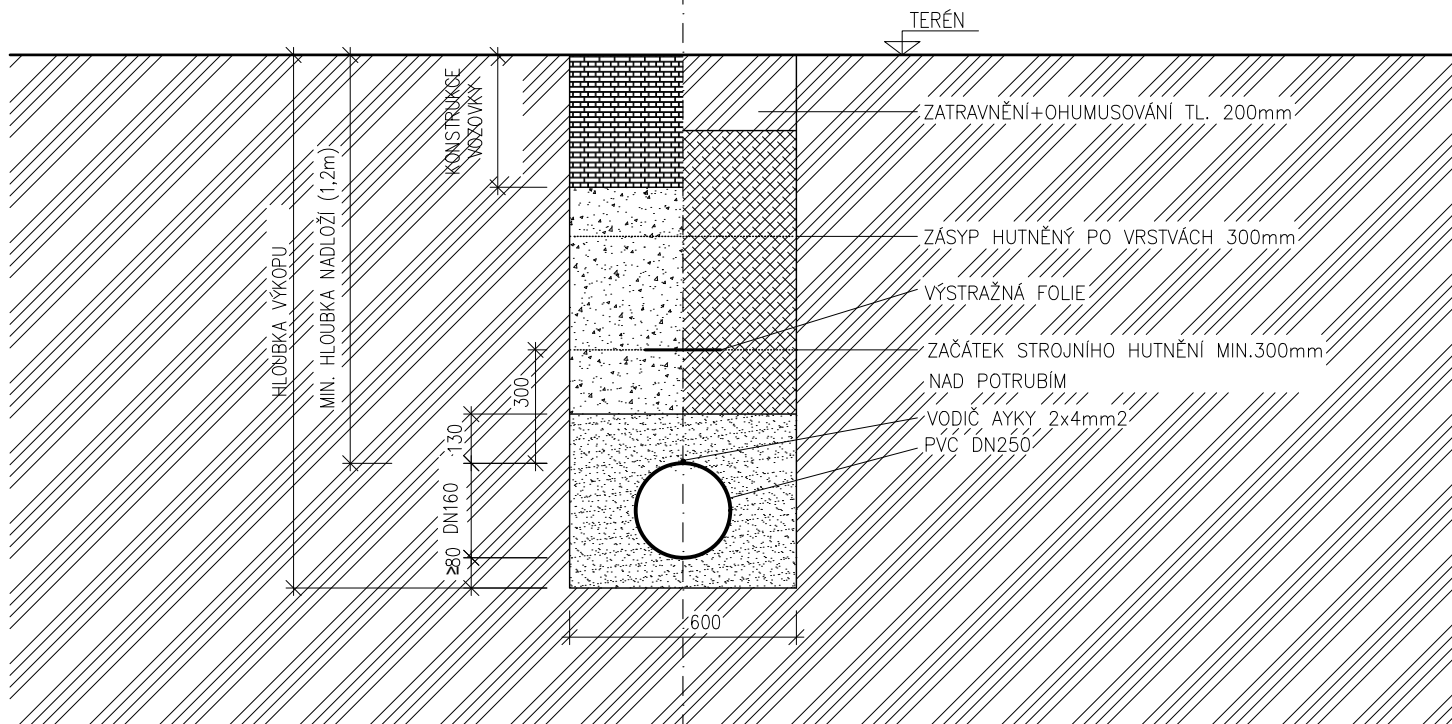 TERÉN
KONSTRUKCE
VOZOVKY
ZATRAVNĚNÍ+OHUMUSOVÁNÍ TL. 200mm
HLOUBKA VÝKOPU
MIN. HLOUBKA NADLOŽÍ (1,2m)
ZÁSYP HUTNĚNÝ PO VRSTVÁCH 300mm
VÝSTRAŽNÁ FOLIE
ZAČÁTEK STROJNÍHO HUTNĚNÍ MIN.300mm
NAD POTRUBÍM
300
130
VODIČ AYKY 2x4mm2
PVC DN250
≥80 DN160
600